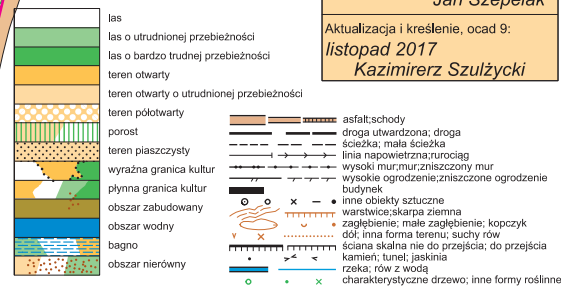 Jan Szepelak
Aktualizacja i kreślenie, ocad 9:
listopad 2017
Kazimirerz Szulżycki
las
las o utrudnionej przebieżności
las o bardzo trudnej przebieżności
teren otwarty
teren otwarty o utrudnionej przebieżności
teren półotwarty
porost
teren piaszczysty
wyraźna granica kultur
płynna granica kultur
obszar zabudowany
obszar wodny
bagno
obszar nierówny
asfalt;schody
droga utwardzona; droga
ścieżka; mała ścieżka
linia napowietrzna;rurociąg
wysoki mur;mur;zniszczony mur
wysokie ogrodzenie;zniszczone ogrodzenie
budynek
inne obiekty sztuczne
warstwice;skarpa ziemna
zagłębienie; małe zagłębienie; kopczyk
dół; inna forma terenu; suchy rów
ściana skalna nie do przejścia; do przejścia
kamień; tunel; jaskinia
rzeka; rów z wodą
charakterystyczne drzewo; inne formy roślinne